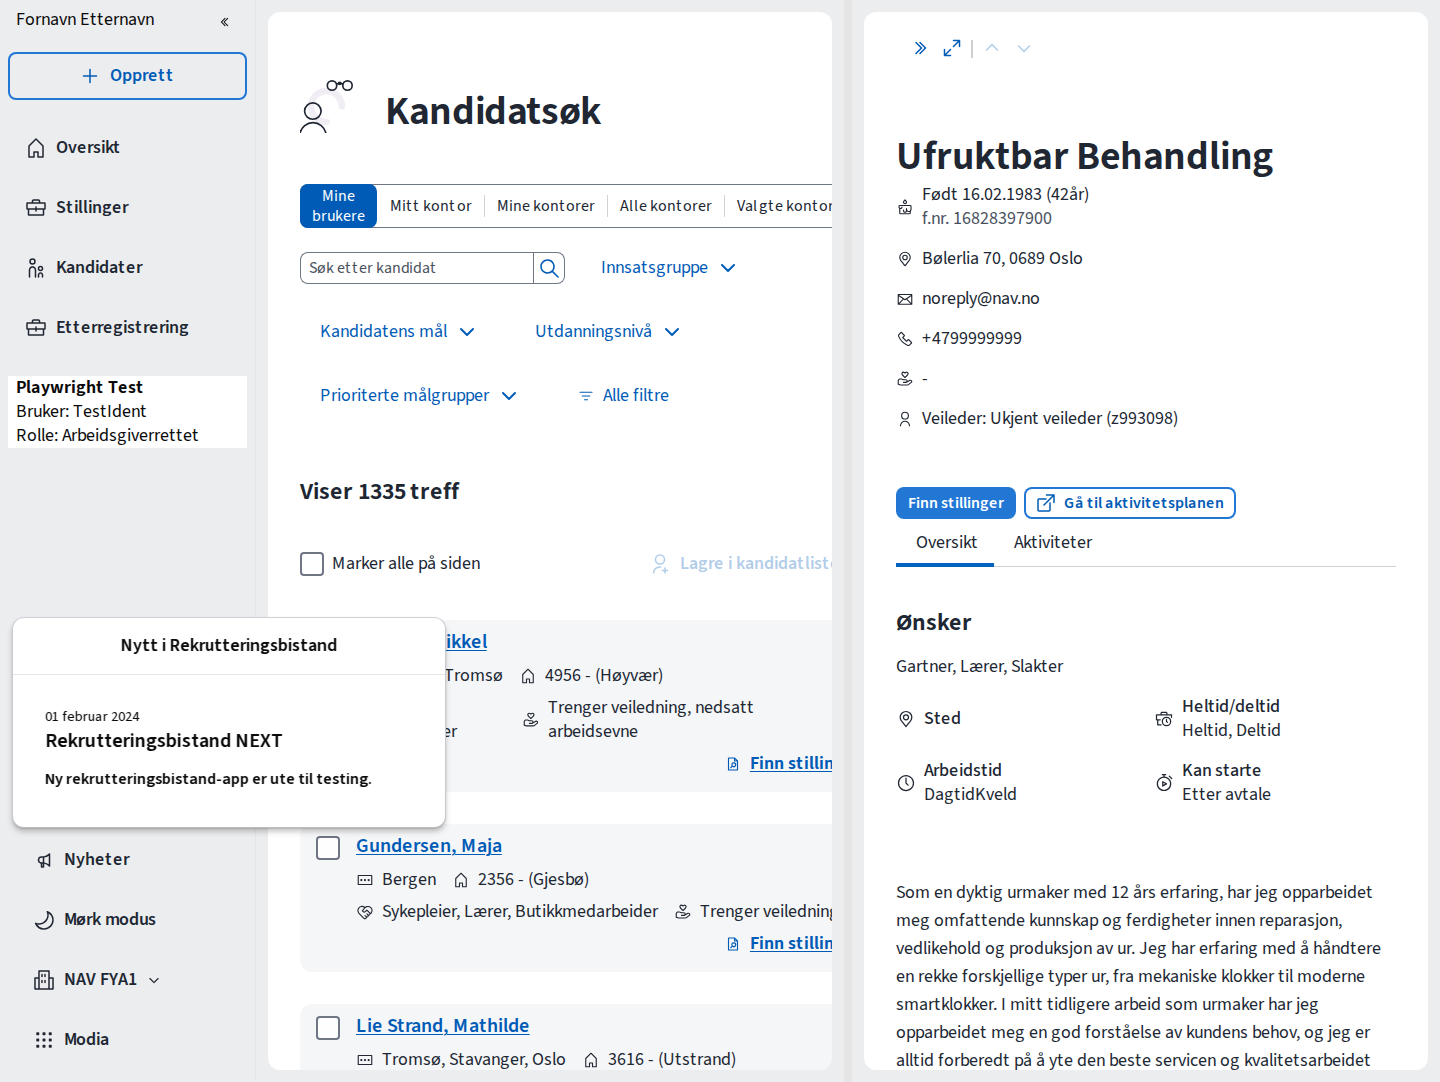 Fornavn Etternavn
Opprett
Oversikt
Stillinger
Kandidater
Etterregistrering
Playwright Test
Bruker: TestIdent
Rolle: Arbeidsgiverrettet
Nytt i Rekrutteringsbistand
01 februar 2024
Rekrutteringsbistand NEXT
Ny rekrutteringsbistand-app er ute til testing.
Nyheter
Mørk modus
NAV FYA1
Modia
Kandidatsøk
Mine brukere
Mitt kontor
Mine kontorer
Alle kontorer
Valgte kontor
Søk etter kandidat
Innsatsgruppe
Kandidatens mål
Utdanningsnivå
Prioriterte målgrupper
Alle filtre
Viser 1335 treff
Marker alle på siden
Lagre i kandidatliste
ikkel
Tromsø
4956 - (Høyvær)
er
Trenger veiledning, nedsatt
arbeidsevne
Finn stillin
Gundersen, Maja
Bergen
2356 - (Gjesbø)
Sykepleier, Lærer, Butikkmedarbeider
Trenger veiledning
Finn stillin
Lie Strand, Mathilde
Tromsø, Stavanger, Oslo
3616 - (Utstrand)
Ufruktbar Behandling
Født 16.02.1983 (42år)
f.nr. 16828397900
Bølerlia 70, 0689 Oslo
noreply@nav.no
+4799999999
-
Veileder: Ukjent veileder (z993098)
Finn stillinger
Gå til aktivitetsplanen
Oversikt
Aktiviteter
Ønsker
Gartner, Lærer, Slakter
Sted
Heltid/deltid
Heltid, Deltid
Arbeidstid
DagtidKveld
Kan starte
Etter avtale
Som en dyktig urmaker med 12 års erfaring, har jeg opparbeidet
meg omfattende kunnskap og ferdigheter innen reparasjon,
vedlikehold og produksjon av ur. Jeg har erfaring med å håndtere
en rekke forskjellige typer ur, fra mekaniske klokker til moderne
smartklokker. I mitt tidligere arbeid som urmaker har jeg
opparbeidet meg en god forståelse av kundens behov, og jeg er
alltid forberedt på å yte den beste servicen og kvalitetsarbeidet